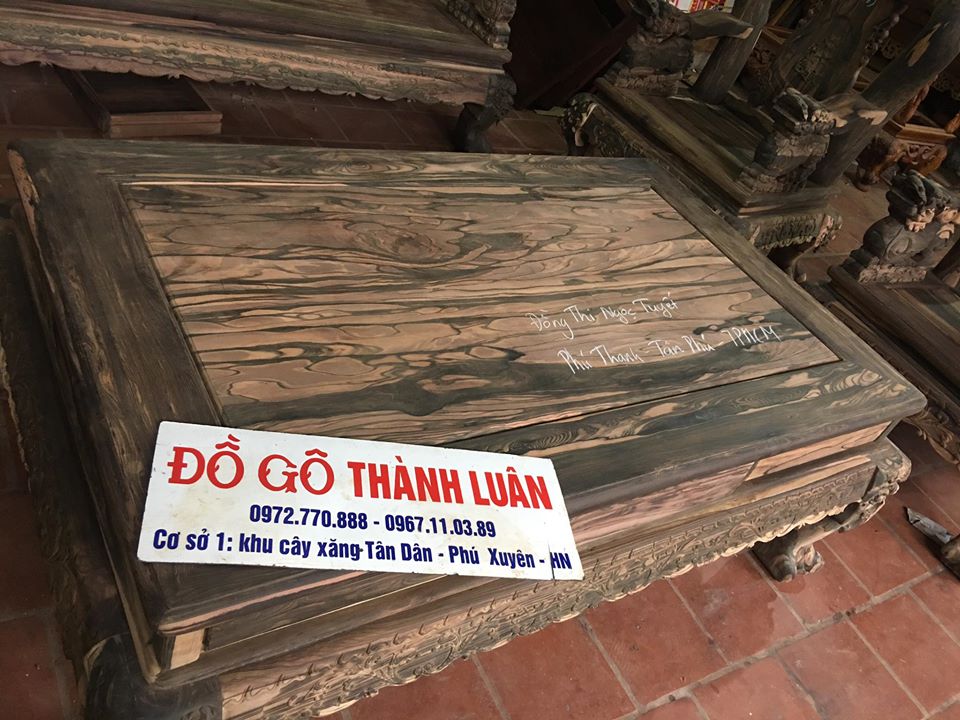 Đồng Thị Ngọc Tuyết
Phú Thạnh - Tân Phú - TPHCM
ĐỒ GÔ THÀNH LUÂN
0972.770.888 - 0967.11.03.89
Cơ sở 1: khu cây xăng Tân Dân - Phú Xuyên - HN